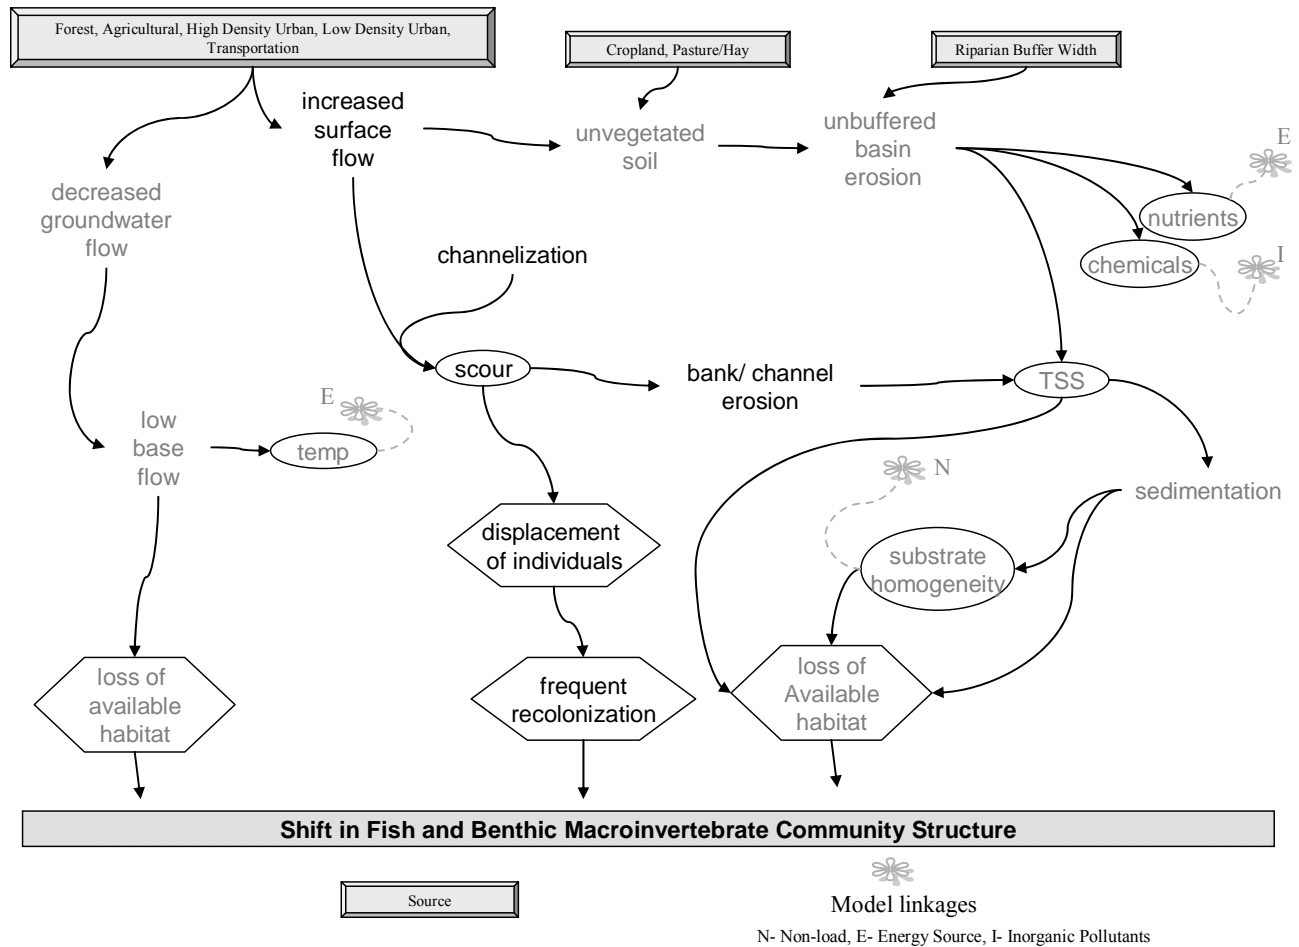 Forest, Agricultural, High Density Urban, Low Density Urban,
Transportation
Cropland, Pasture/Hay
Riparian Buffer Width
increased
surface
flow
unvegetated
soil
unbuffered
basin
erosion
E
decreased
groundwater
flow
nutrients
channelization
chemicals
I
scour
bank/ channel
erosion
TSS
E
low
base
flow
temp
N
sedimentation
displacement
of individuals
substrate
homogeneity
loss of
available
habitat
frequent
recolonization
loss of
Available
habitat
Shift in Fish and Benthic Macroinvertebrate Community Structure
Source
Model linkages
N- Non-load, E- Energy Source, I- Inorganic Pollutants